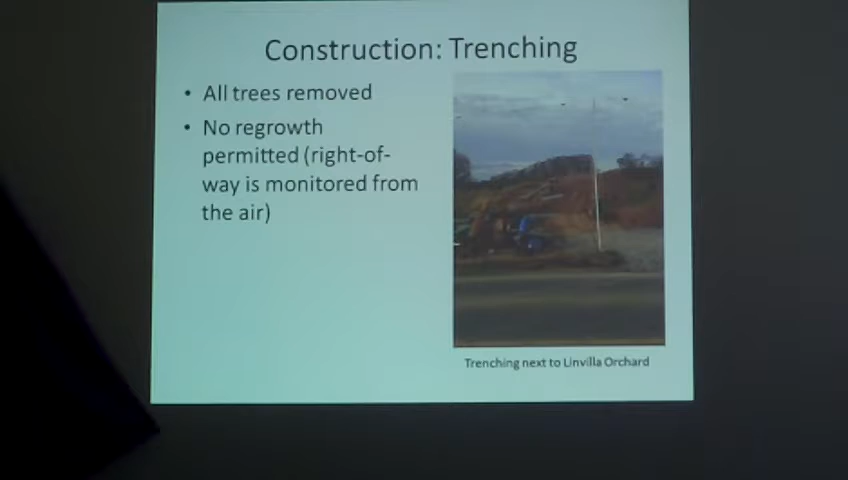 Construction: Trenching
• All trees removed
• No regrowth
permitted (right-of-
way is monitored from
the air)
Trenching next to Linvilla Orchard